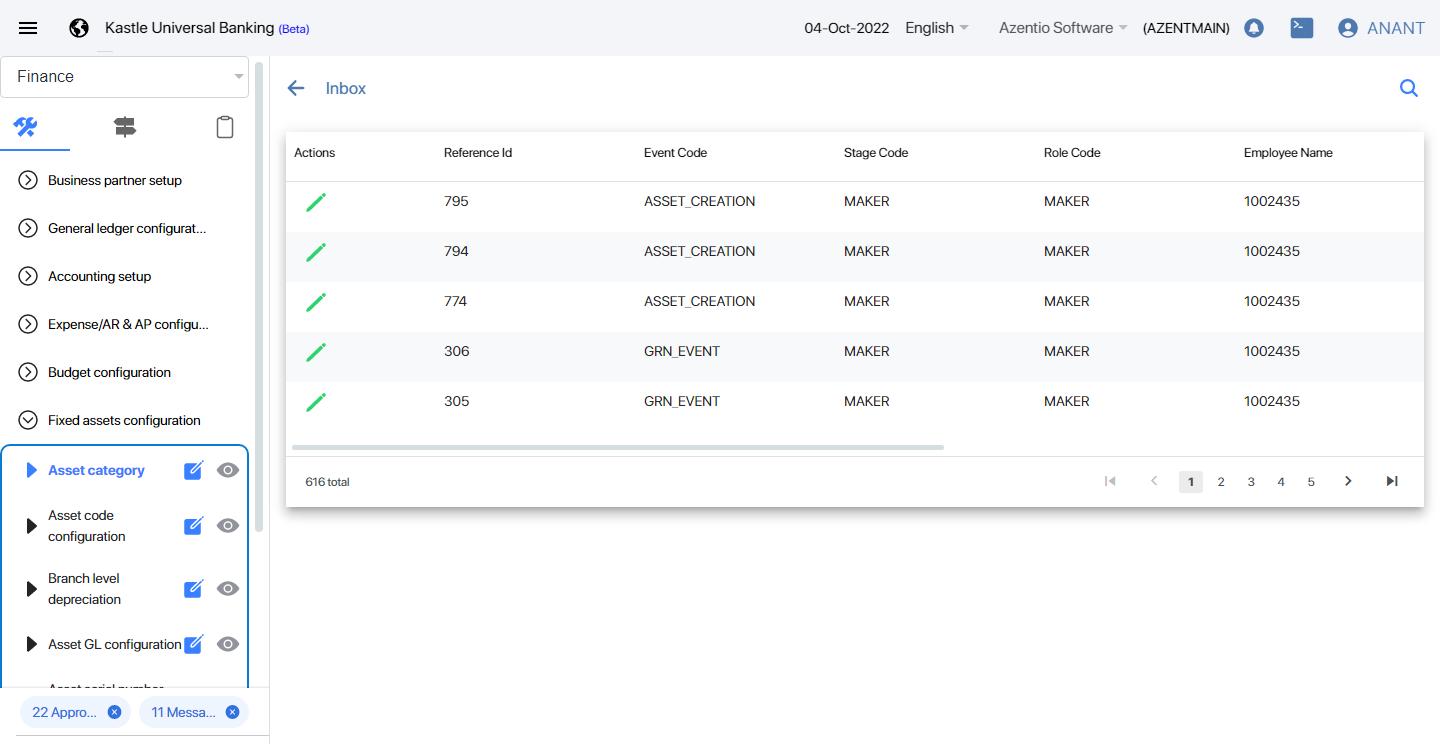 Kastle Universal Banking (Beta)
04-Oct-2022 English Azentio Software (AZENTMAIN) ANANT
Finance
Business partner setup
General ledger configurat...
Accounting setup
Expense/AR & AP configu...
Budget configuration
Fixed assets configuration
Asset category
Asset code
configuration
Branch level
depreciation
Asset GL configuration
Asset serial number
22 Appro...
11 Messa...
Inbox
Actions Reference Id Event Code Stage Code Role Code Employee Name
795 ASSET_CREATION MAKER MAKER 1002435
794 ASSET_CREATION MAKER MAKER 1002435
774 ASSET_CREATION MAKER MAKER 1002435
306 GRN_EVENT MAKER MAKER 1002435
305 GRN_EVENT MAKER MAKER 1002435
616 total
1 2 3 4 5